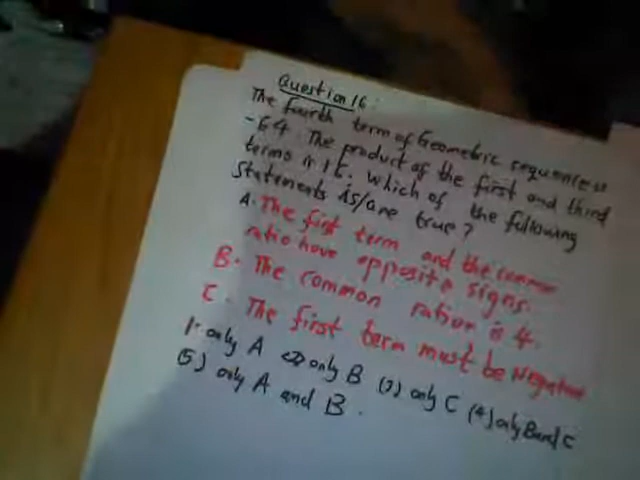 Question 16:
The fourth term of Geometric sequence is
-64. The product of the first and third
terms is 16. Which of the following
statements is/are true?
A. The first term and the common
ratio have opposite signs.
B. The common ration is 4.
C. The first term must be Negative
1. only A (2) only B (3) only C (4) only B and C
(5) only A and B.